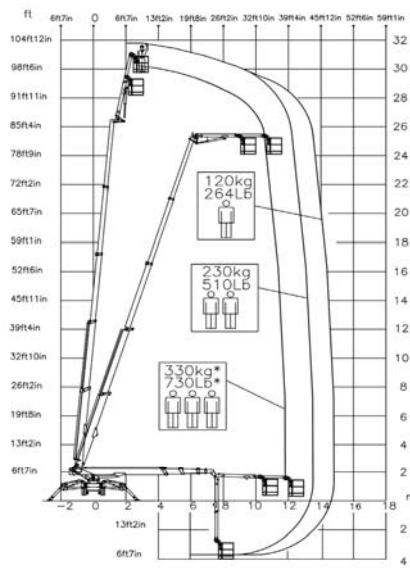 ft
6ft7in 0 6ft7in 13ft2in 19ft8in 32ft10in 39ft4in 45ft12in 52ft6in 59ft1in
104ft12in 32
98ft6in 30
91ft11in 28
85ft4in 26
78ft9in 24
72ft2in 22
65ft7in 20
59ft1in 18
52ft6in 16
45ft11in 14
39ft4in 12
32ft10in 10
26ft2in 8
19ft8in 6
13ft2in 4
6ft7in 2
120kg
264Lb
230kg
510Lb
330kg*
730Lb*
-2 0 2 4 6 8 10 12 14 16 18
13ft2in 2
6ft7in 4